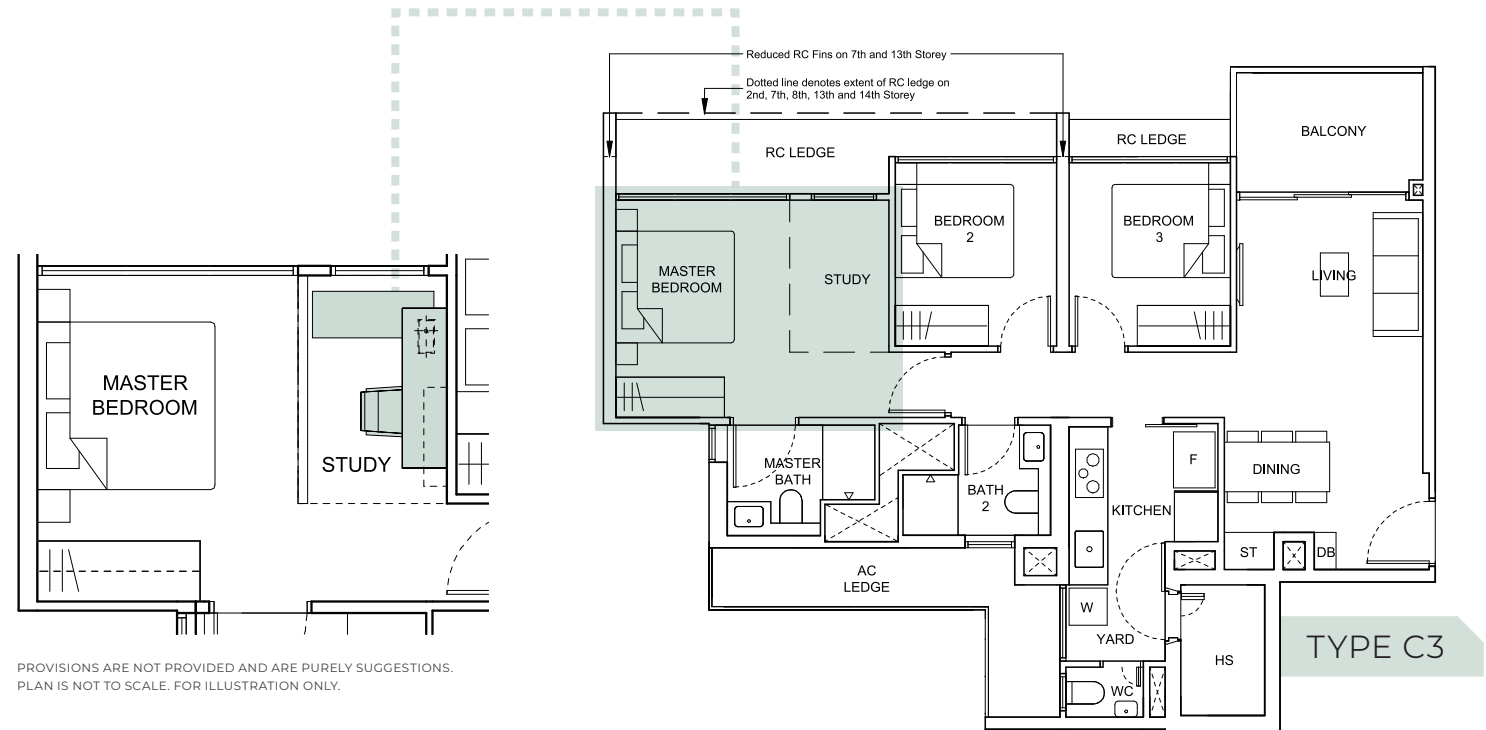 Reduced RC Fins on 7th and 13th Storey
Dotted line denotes extent of RC ledge on
2nd, 7th, 8th, 13th and 14th Storey
RC LEDGE
RC LEDGE
BALCONY
BEDROOM
2
BEDROOM
3
MASTER
BEDROOM
STUDY
LIVING
MASTER
BEDROOM
STUDY
MASTER
BATH
BATH
2
F
DINING
KITCHEN
ST
DB
AC
LEDGE
W
YARD
HS
WC
TYPE C3
PROVISIONS ARE NOT PROVIDED AND ARE PURELY SUGGESTIONS.
PLAN IS NOT TO SCALE. FOR ILLUSTRATION ONLY.